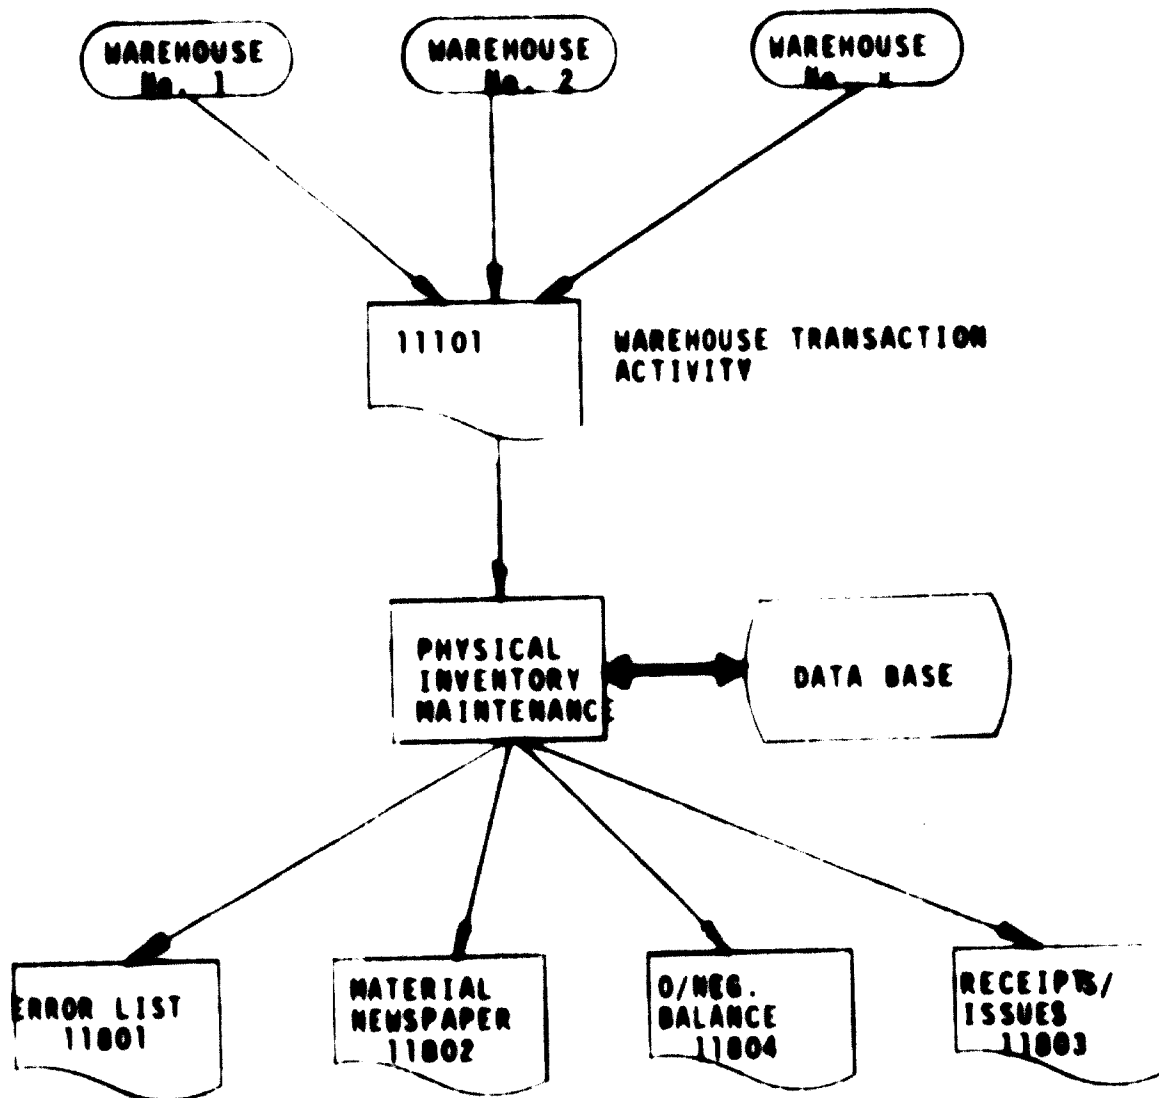 WAREHOUSE
No. 1
WAREHOUSE
No. 2
WAREHOUSE
No. x
11101
WAREHOUSE TRANSACTION
ACTIVITY
PHYSICAL
INVENTORY
MAINTENANCE
DATA BASE
ERROR LIST
11801
MATERIAL
NEWSPAPER
11802
0/NEG.
BALANCE
11804
RECEIPTS/
ISSUES
11803